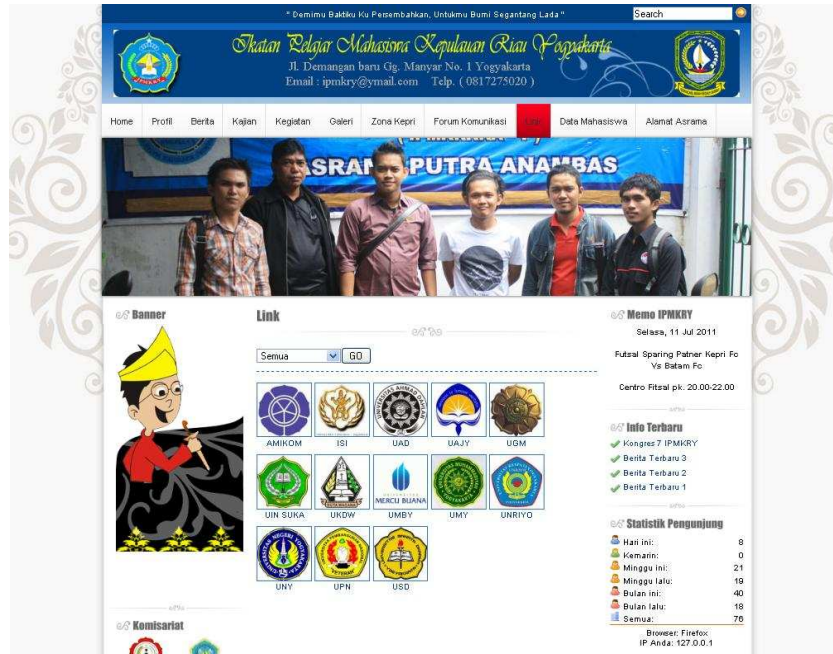 " Demimu Baktiku Ku Persembahkan, Untukmu Bumi Segantang Lada "
Search
Ikatan Pelajar Mahasiswa Kepulauan Riau Yogyakarta
Jl. Demangan baru Gg. Manyar No. 1 Yogyakarta
Email : ipmkry@ymail.com Telp. ( 0817275020 )
Home Profil Berita Kajian Kegiatan Galeri Zona Kepri Forum Komunikasi Link Data Mahasiswa Alamat Asrama
ASRAMA PUTRA ANAMBAS
Banner
Link
Semua GO
AMIKOM ISI UAD UAJY UGM
MERCU BUANA
UIN SUKA UKDW UMBY UMY UNRIYO
UNY UPN USD
Komisariat
Memo IPMKRY
Selasa, 11 Jul 2011
Futsal Sparing Patner Kepri Fc
Vs Batam Fc
Centro Fitsal pk. 20.00-22.00
Info Terbaru
Kongres 7 IPMKRY
Berita Terbaru 3
Berita Terbaru 2
Berita Terbaru 1
Statistik Pengunjung
Hari ini: 8
Kemarin: 0
Minggu ini: 21
Minggu lalu: 19
Bulan ini: 40
Bulan lalu: 18
Semua: 76
Browser: Firefox
IP Anda: 127.0.0.1